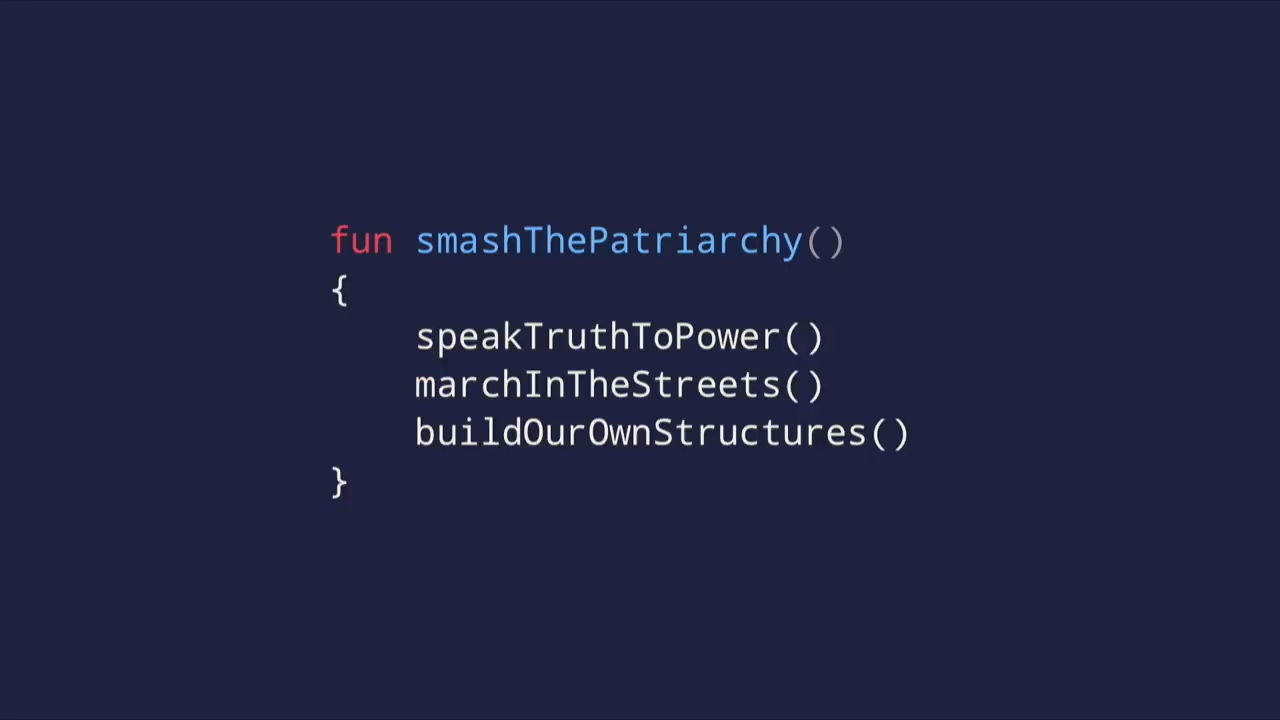 fun smashThePatriarchy()
{
    speakTruthToPower()
    marchInTheStreets()
    buildOurOwnStructures()
}